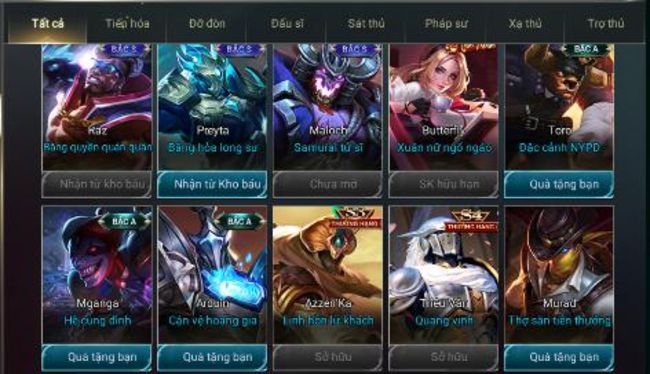 Tất cả
Tiến hóa
Đỡ đòn
Đấu sĩ
Sát thủ
Pháp sư
Xạ thủ
Trợ thủ
BẬC S
BẬC S
BẬC S
BẬC A
Raz
Preyta
Maloch
Butterfly
Toro
Băng quyền quán quân
Băng hỏa long sư
Samurai tử sĩ
Xuân nữ ngổ ngáo
Đặc cảnh NYPD
Nhận từ kho báu
Nhận từ Kho báu
Chưa mở
SK hữu hạn
Quà tặng bạn
BẬC A
BẬC A
S3
THƯỞNG HẠNG
S4
THƯỞNG HẠNG
Mganga
Arduin
Azzen'Ka
Triệu Vân
Murad
Hề cung đình
Cận vệ hoàng gia
Linh hồn lữ khách
Quang vinh
Thợ săn tiền thưởng
Quà tặng bạn
Quà tặng bạn
Sở hữu
Sở hữu
Quà tặng bạn